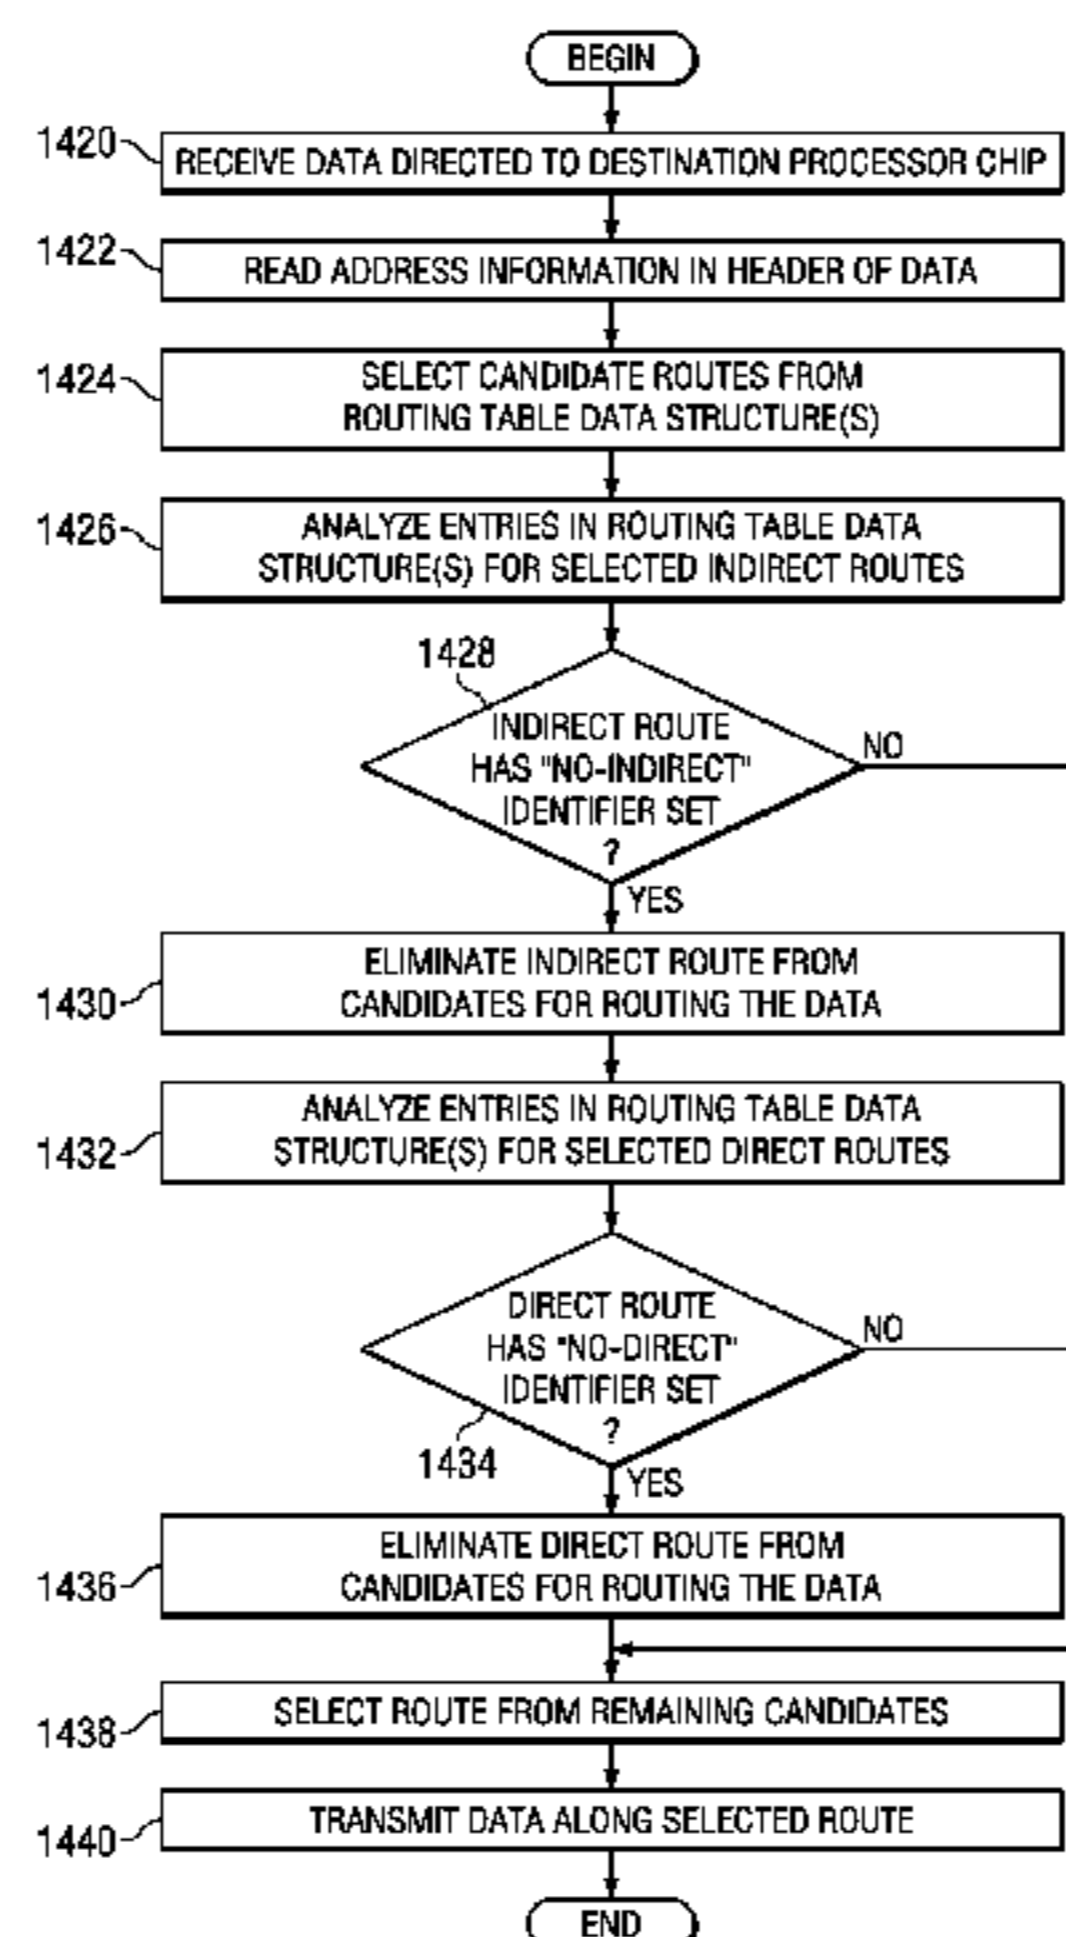 BEGIN
1420
RECEIVE DATA DIRECTED TO DESTINATION PROCESSOR CHIP
1422
READ ADDRESS INFORMATION IN HEADER OF DATA
1424
SELECT CANDIDATE ROUTES FROM
ROUTING TABLE DATA STRUCTURE(S)
1426
ANALYZE ENTRIES IN ROUTING TABLE DATA
STRUCTURE(S) FOR SELECTED INDIRECT ROUTES
1428
INDIRECT ROUTE
HAS "NO-INDIRECT"
IDENTIFIER SET
?
NO
YES
1430
ELIMINATE INDIRECT ROUTE FROM
CANDIDATES FOR ROUTING THE DATA
1432
ANALYZE ENTRIES IN ROUTING TABLE DATA
STRUCTURE(S) FOR SELECTED DIRECT ROUTES
DIRECT ROUTE
HAS "NO-DIRECT"
IDENTIFIER SET
?
NO
1434
YES
1436
ELIMINATE DIRECT ROUTE FROM
CANDIDATES FOR ROUTING THE DATA
1438
SELECT ROUTE FROM REMAINING CANDIDATES
1440
TRANSMIT DATA ALONG SELECTED ROUTE
END